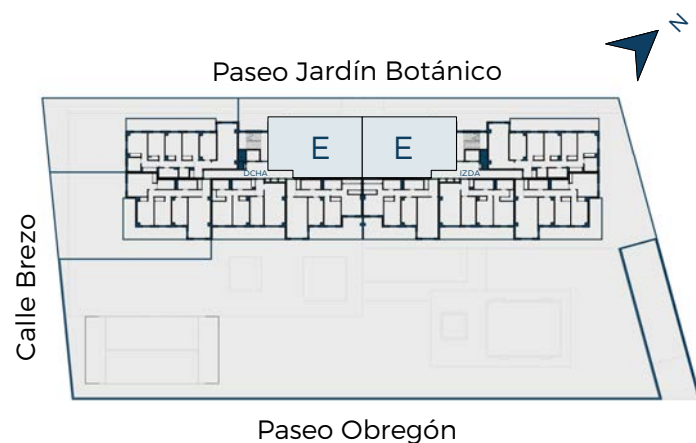 N
Paseo Jardín Botánico
E E
DCHA IZDA
Calle Brezo
Paseo Obregón